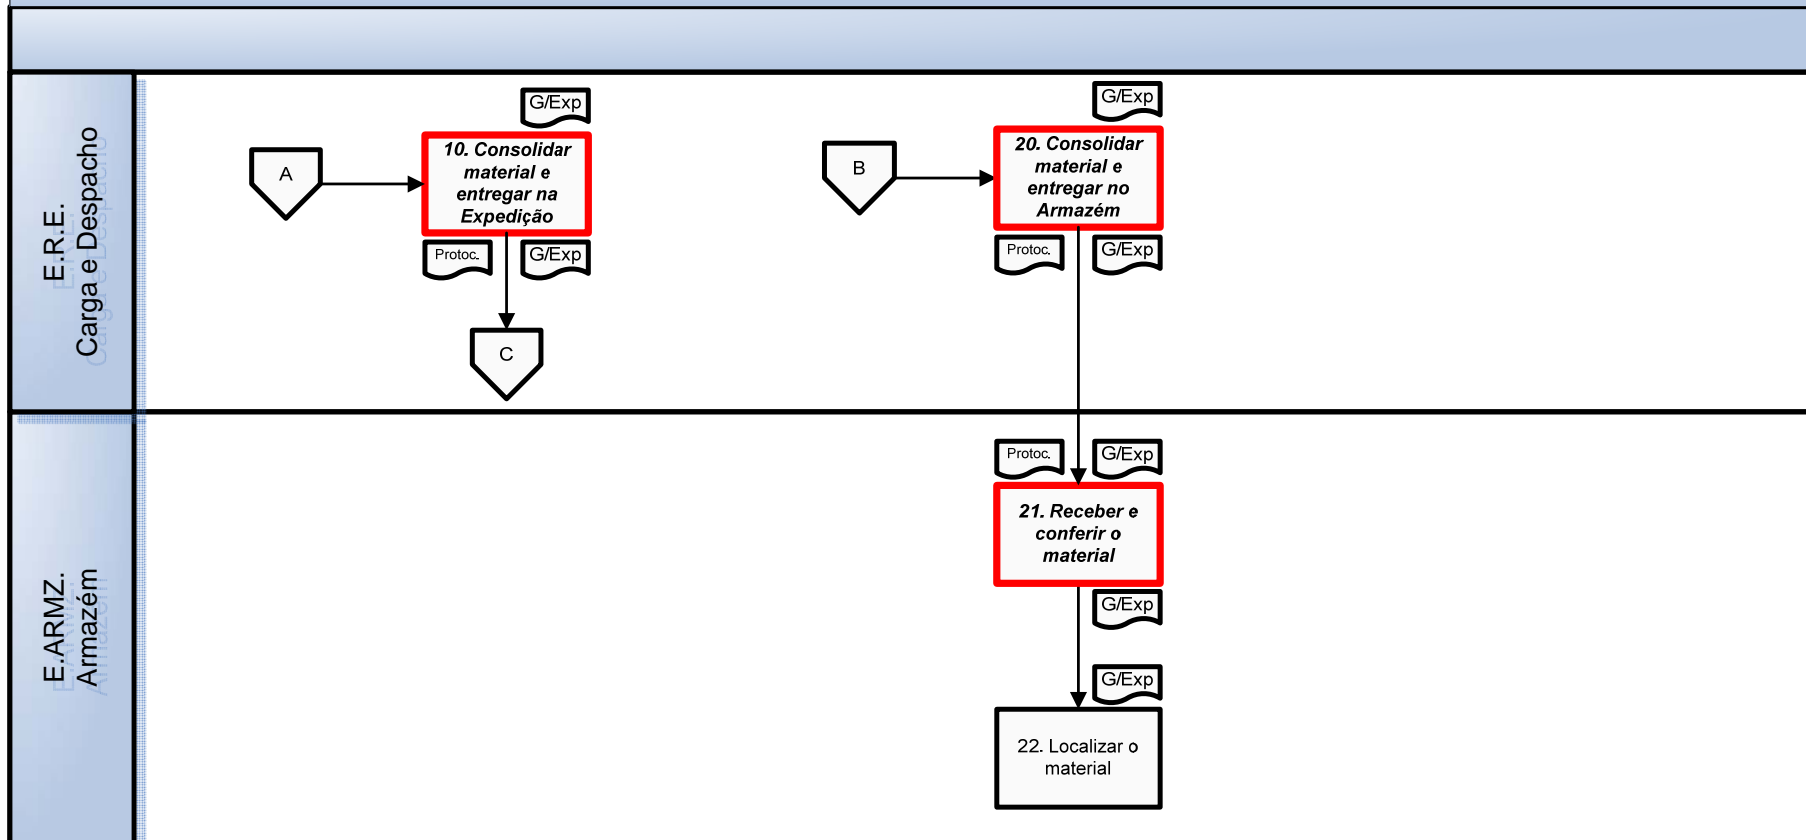 E.R.E.
Carga e Despacho
A
G/Exp
10. Consolidar
material e
entregar na
Expedição
Protoc.
G/Exp
C
B
G/Exp
20. Consolidar
material e
entregar no
Armazém
Protoc.
G/Exp
E.ARMZ.
Armazém
Protoc.
G/Exp
21. Receber e
conferir o
material
G/Exp
G/Exp
22. Localizar o
material